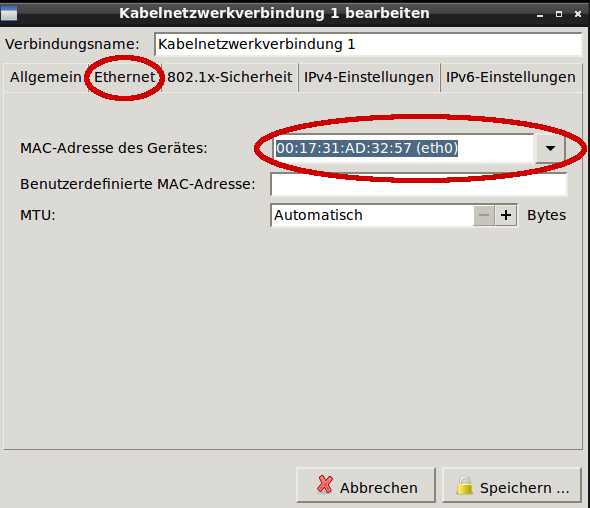 Kabelnetzwerkverbindung 1 bearbeiten
Verbindungsname: Kabelnetzwerkverbindung 1
Allgemein Ethernet 802.1x-Sicherheit IPv4-Einstellungen IPv6-Einstellungen
MAC-Adresse des Gerätes: 00:17:31:AD:32:57 (eth0)
Benutzerdefinierte MAC-Adresse:
MTU: Automatisch Bytes
Abbrechen Speichern ...